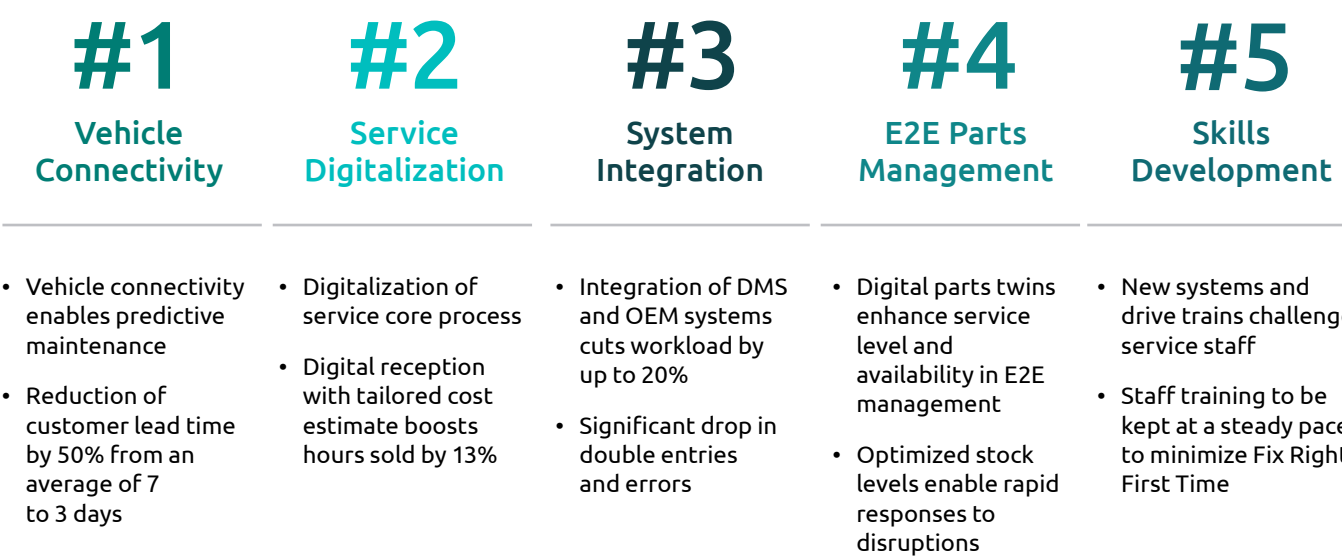 #1
Vehicle
Connectivity
• Vehicle connectivity
enables predictive
maintenance
• Reduction of
customer lead time
by 50% from an
average of 7
to 3 days
#2
Service
Digitalization
• Digitalization of
service core process
• Digital reception
with tailored cost
estimate boosts
hours sold by 13%
#3
System
Integration
• Integration of DMS
and OEM systems
cuts workload by
up to 20%
• Significant drop in
double entries
and errors
#4
E2E Parts
Management
• Digital parts twins
enhance service
level and
availability in E2E
management
• Optimized stock
levels enable rapid
responses to
disruptions
#5
Skills
Development
• New systems and
drive trains challenge
service staff
• Staff training to be
kept at a steady pace
to minimize Fix Right
First Time